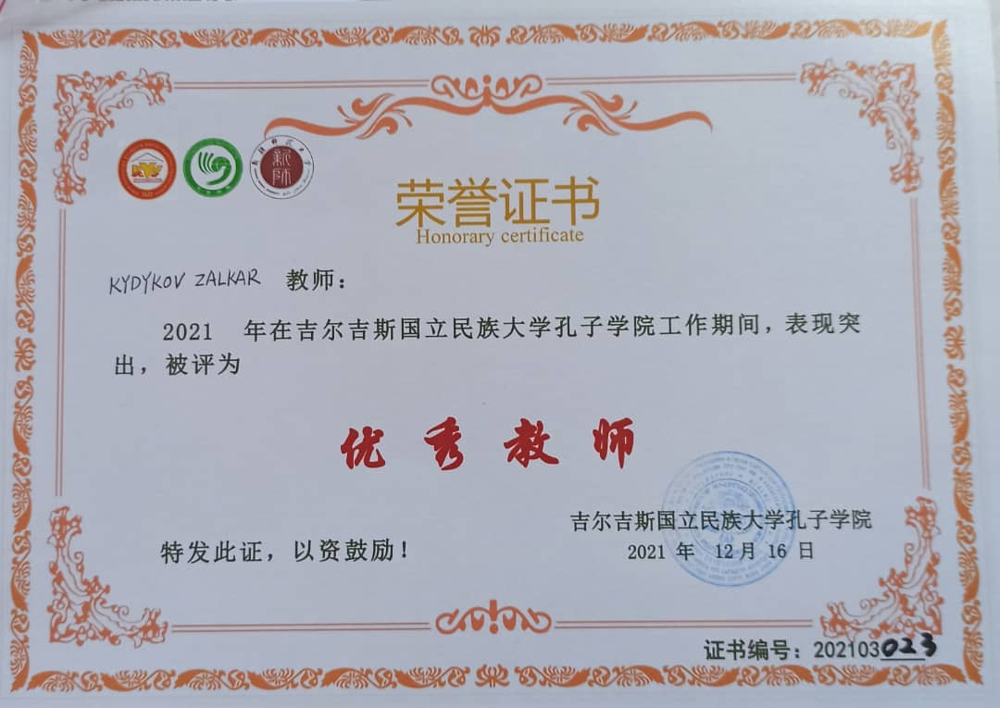 荣誉证书
Honorary certificate
KYDYKOV ZALKAR 教师：
2021 年在吉尔吉斯国立民族大学孔子学院工作期间，表现突
出，被评为
优秀教师
吉尔吉斯国立民族大学孔子学院
特发此证，以资鼓励！
2021 年 12 月 16 日
证书编号：202103023